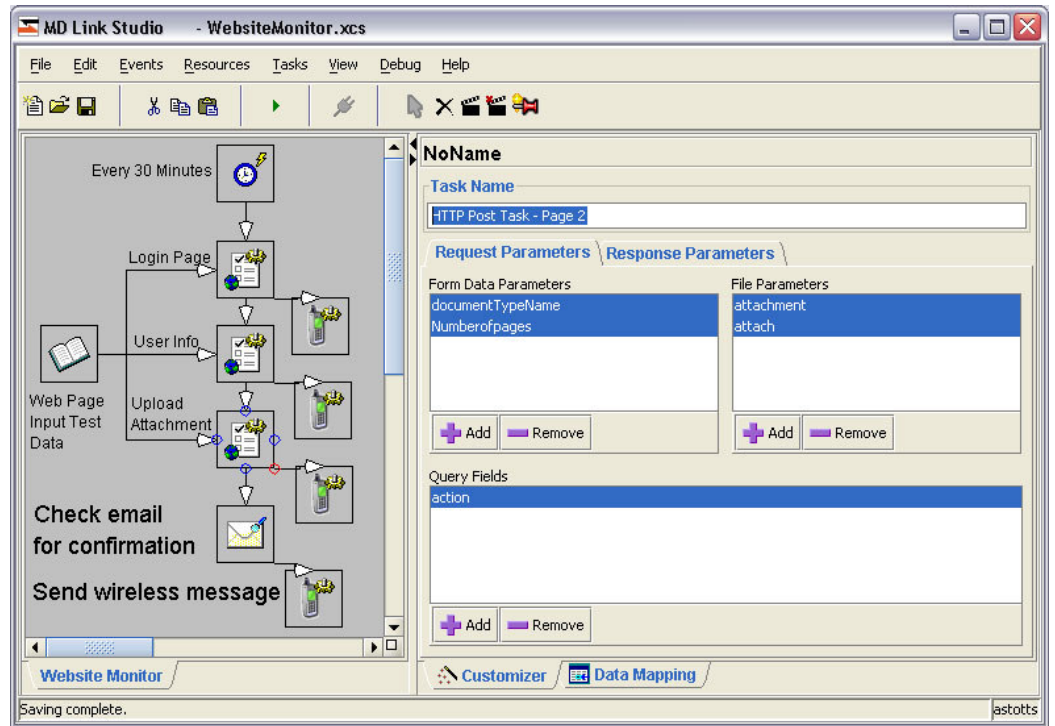 MD Link Studio - WebsiteMonitor.xcs
File Edit Events Resources Tasks View Debug Help
Every 30 Minutes
Login Page
User Info
Web Page
Input Test
Data
Upload
Attachment
Check email
for confirmation
Send wireless message
Website Monitor
NoName
Task Name
HTTP Post Task - Page 2
Request Parameters Response Parameters
Form Data Parameters
documentTypeName
Numberofpages
Add Remove
File Parameters
attachment
attach
Add Remove
Query Fields
action
Add Remove
Customizer Data Mapping
Saving complete.
astotts